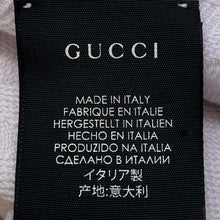 GUCCI
MADE IN ITALY
FABRIQUE EN ITALIE
HERGESTELLT IN ITALIEN
HECHO EN ITALIA
PRODUZIDO NA ITALIA
СДЕЛАНО В ИТАЛИИ
イタリア製
产地:意大利